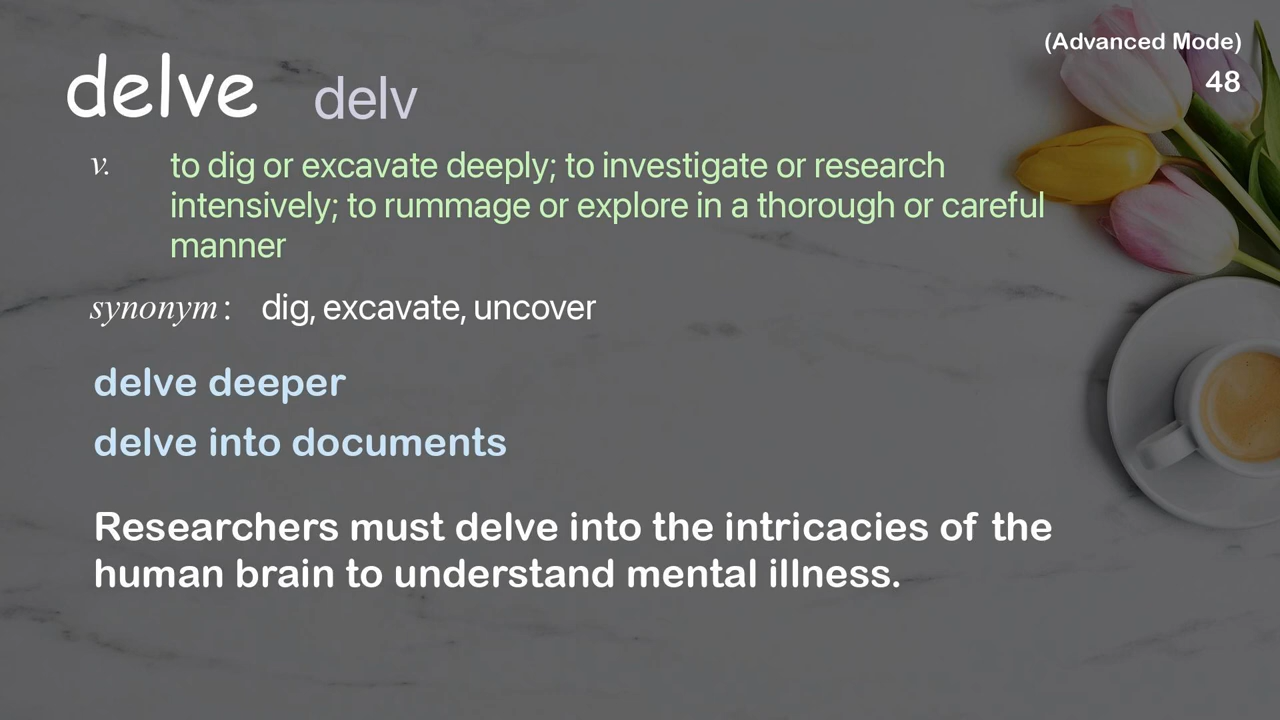 (Advanced Mode)
48
delve delv
v. to dig or excavate deeply; to investigate or research
intensively; to rummage or explore in a thorough or careful
manner
synonym: dig, excavate, uncover
delve deeper
delve into documents
Researchers must delve into the intricacies of the
human brain to understand mental illness.